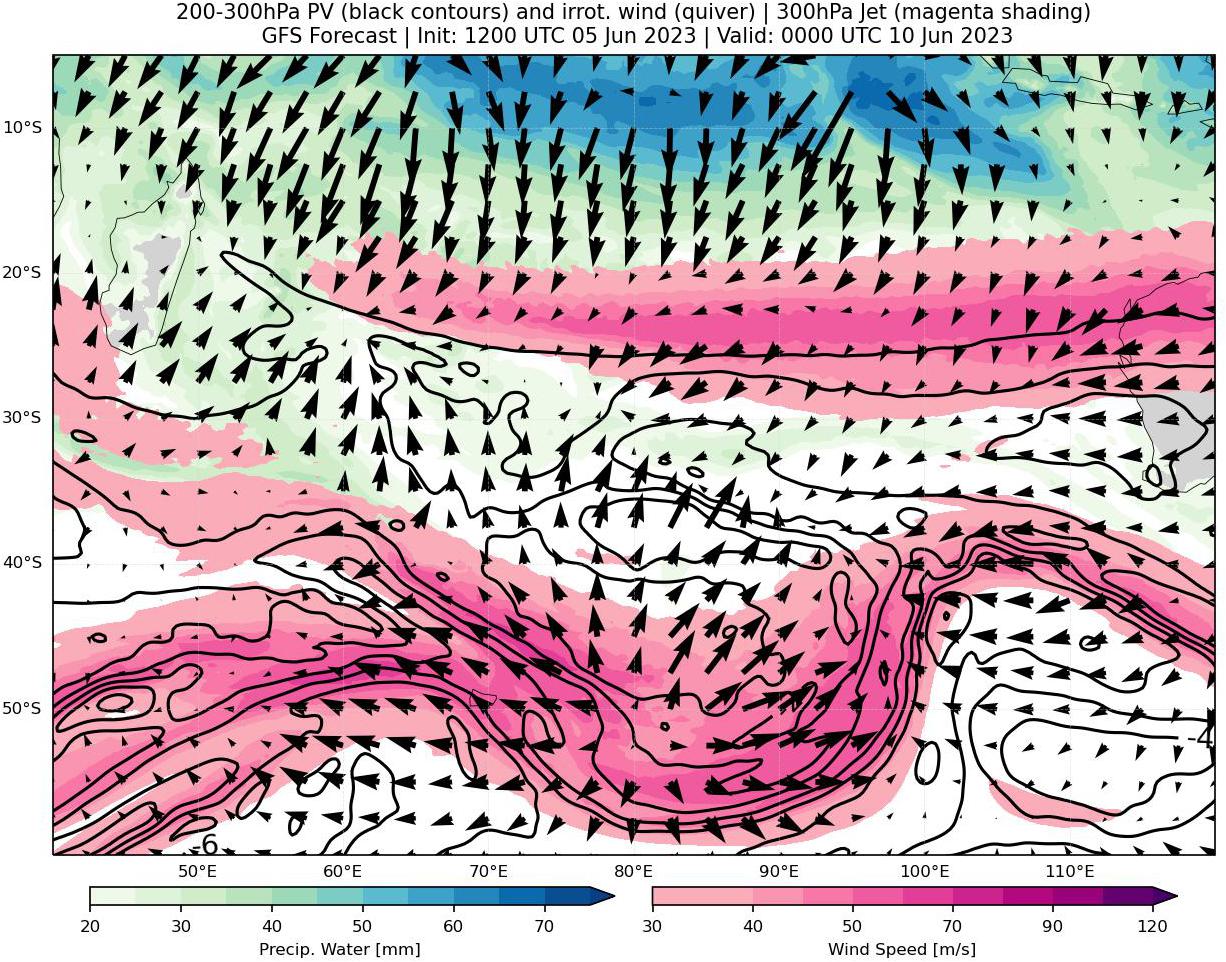 200-300hPa PV (black contours) and irrot. wind (quiver) | 300hPa Jet (magenta shading)
GFS Forecast | Init: 1200 UTC 05 Jun 2023 | Valid: 0000 UTC 10 Jun 2023
10°S
20°S
30°S
40°S
50°S
-4
-6
50°E 60°E 70°E 80°E 90°E 100°E 110°E
20 30 40 50 60 70
30 40 50 70 90 120
Precip. Water [mm] Wind Speed [m/s]